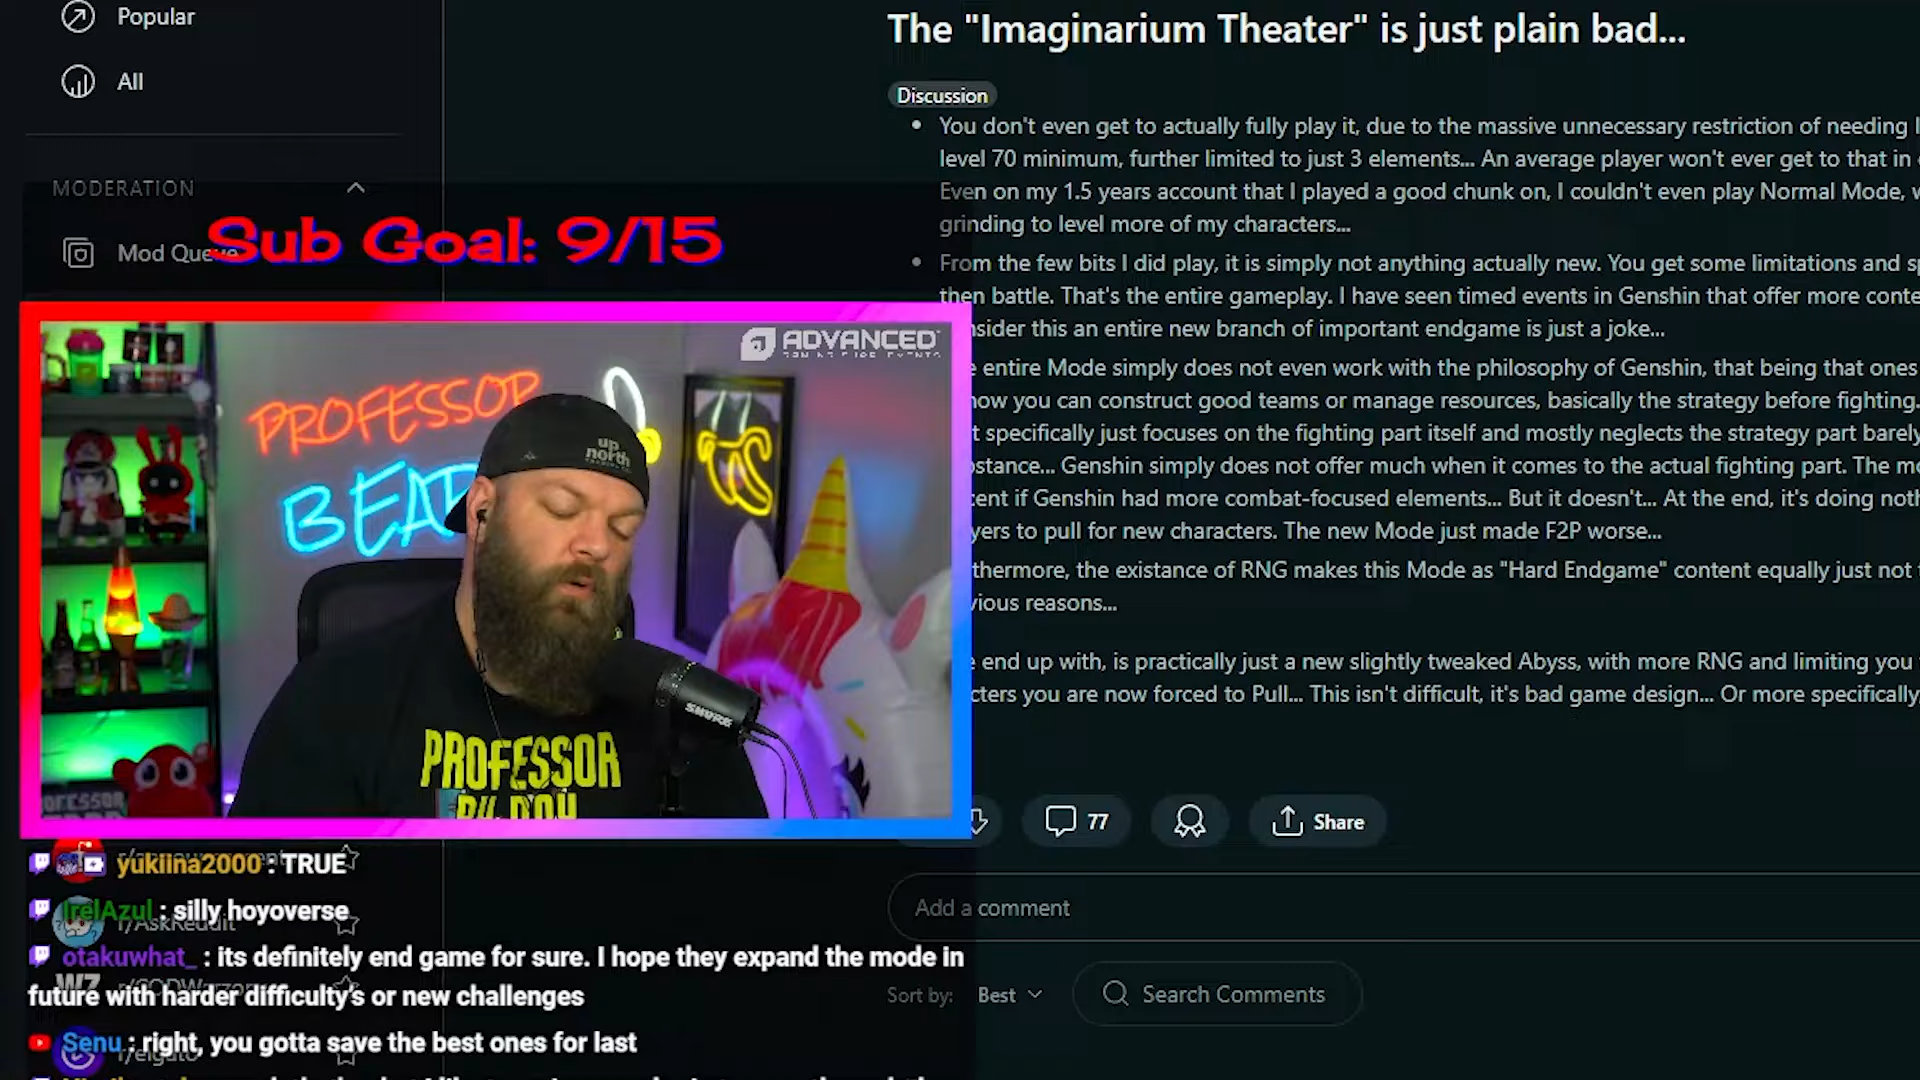 Popular
All
MODERATION
Mod Queue
Sub Goal: 9/15
The "Imaginarium Theater" is just plain bad...
Discussion
You don't even get to actually fully play it, due to the massive unnecessary restriction of needing
level 70 minimum, further limited to just 3 elements... An average player won't ever get to that in
Even on my 1.5 years account that I played a good chunk on, I couldn't even play Normal Mode,
grinding to level more of my characters...
From the few bits I did play, it is simply not anything actually new. You get some limitations and
then battle. That's the entire gameplay. I have seen timed events in Genshin that offer more
this an entire new branch of important endgame is just a joke...
entire Mode simply does not even work with the philosophy of Genshin, that being that ones
how you can construct good teams or manage resources, basically the strategy before fighting.
specifically just focuses on the fighting part itself and mostly neglects the strategy part barely
Genshin simply does not offer much when it comes to the actual fighting part. The
if Genshin had more combat-focused elements... But it doesn't... At the end, it's doing
to pull for new characters. The new Mode just made F2P worse...
the existance of RNG makes this Mode as "Hard Endgame" content equally just not
reasons...
end up with, is practically just a new slightly tweaked Abyss, with more RNG and limiting you
you are now forced to Pull... This isn't difficult, it's bad game design... Or more specifically,
77
Share
Add a comment
Sort by: Best
Search Comments
ADVANCED
PROFESSOR
BEAR
up
north
SHURE
PROFESSOR
BY DAY
yukiina2000 : TRUE
IrelAzul : silly hoyoverse
r/AskReddit
otakuwhat_ : its definitely end game for sure. I hope they expand the mode in
future with harder difficulty's or new challenges
Senu : right, you gotta save the best ones for last